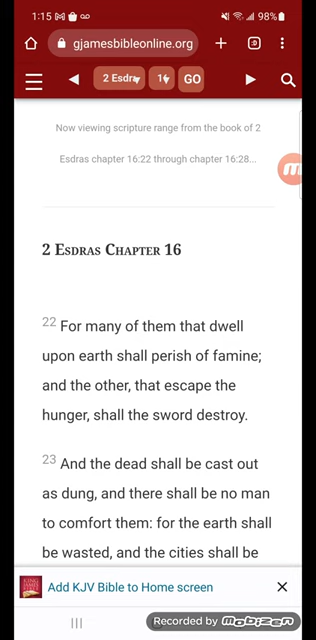 1:15 98%
gjamesbibleonline.org
2 Esdra 1 GO
Now viewing scripture range from the book of 2
Esdras chapter 16:22 through chapter 16:28...
2 Esdras Chapter 16
22 For many of them that dwell
upon earth shall perish of famine;
and the other, that escape the
hunger, shall the sword destroy.
23 And the dead shall be cast out
as dung, and there shall be no man
to comfort them: for the earth shall
be wasted, and the cities shall be
Add KJV Bible to Home screen
Recorded by mobizen